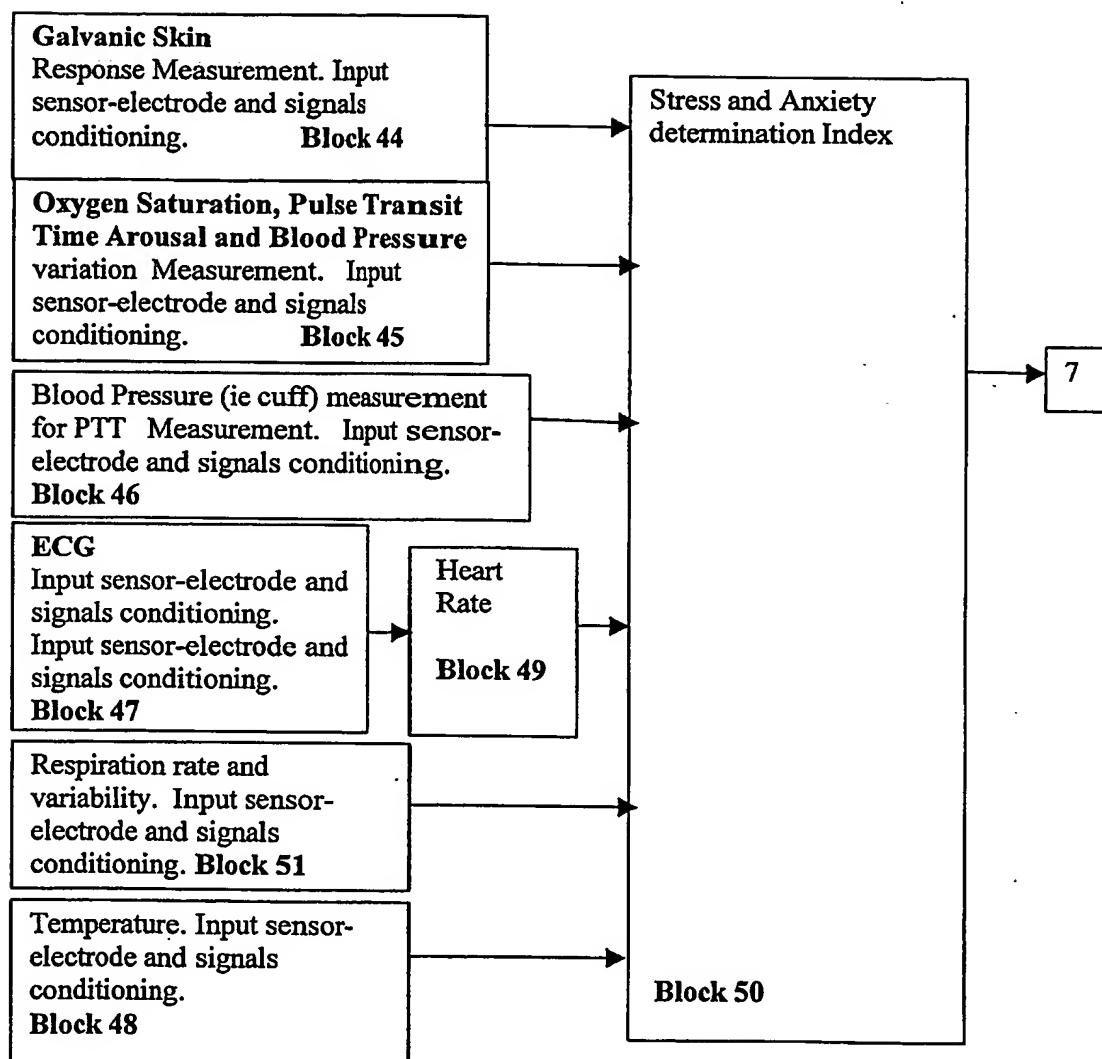 Galvanic Skin
Response Measurement. Input
sensor-electrode and signals
conditioning. Block 44
Oxygen Saturation, Pulse Transit
Time Arousal and Blood Pressure
variation Measurement. Input
sensor-electrode and signals
conditioning. Block 45
Blood Pressure (ie cuff) measurement
for PTT Measurement. Input sensor-
electrode and signals conditioning.
Block 46
ECG
Input sensor-electrode and
signals conditioning.
Input sensor-electrode and
signals conditioning.
Block 47
Heart
Rate
Block 49
Respiration rate and
variability. Input sensor-
electrode and signals
conditioning. Block 51
Temperature. Input sensor-
electrode and signals
conditioning.
Block 48
Stress and Anxiety
determination Index
Block 50
7